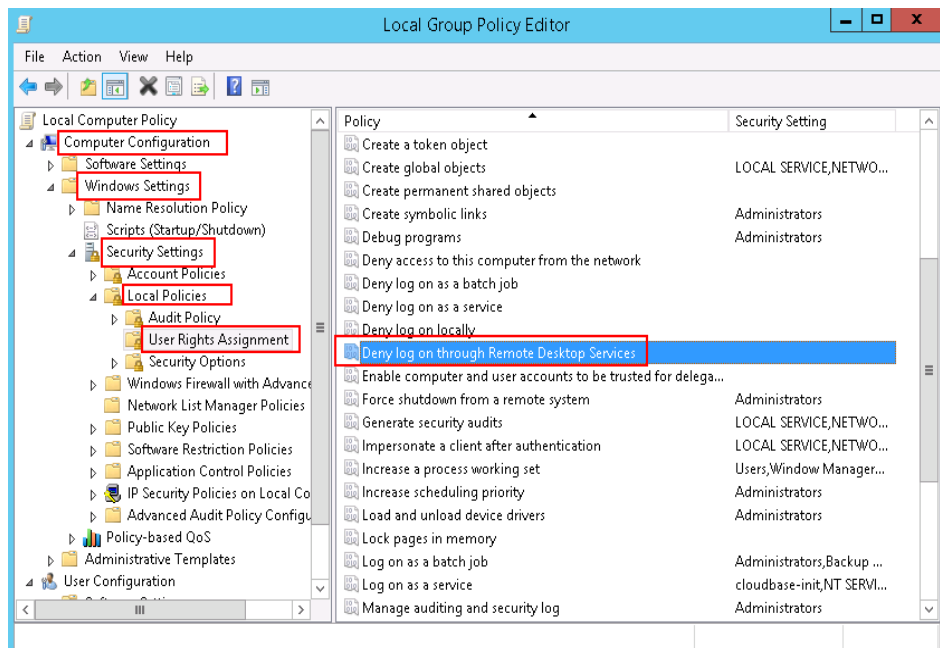 Local Group Policy Editor
File Action View Help
Local Computer Policy
Computer Configuration
Software Settings
Windows Settings
Name Resolution Policy
Scripts (Startup/Shutdown)
Security Settings
Account Policies
Local Policies
Audit Policy
User Rights Assignment
Security Options
Windows Firewall with Advance
Network List Manager Policies
Public Key Policies
Software Restriction Policies
Application Control Policies
IP Security Policies on Local Co
Advanced Audit Policy Configu
Policy-based QoS
Administrative Templates
User Configuration
Policy Security Setting
Create a token object
Create global objects LOCAL SERVICE,NETWO...
Create permanent shared objects
Create symbolic links Administrators
Debug programs Administrators
Deny access to this computer from the network
Deny log on as a batch job
Deny log on as a service
Deny log on locally
Deny log on through Remote Desktop Services
Enable computer and user accounts to be trusted for delega...
Force shutdown from a remote system Administrators
Generate security audits LOCAL SERVICE,NETWO...
Impersonate a client after authentication LOCAL SERVICE,NETWO...
Increase a process working set Users,Window Manager...
Increase scheduling priority Administrators
Load and unload device drivers Administrators
Lock pages in memory
Log on as a batch job Administrators,Backup ...
Log on as a service cloudbase-init,NT SERVI...
Manage auditing and security log Administrators